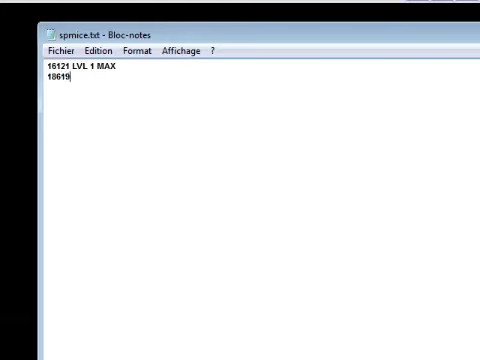 spmice.txt - Bloc-notes
Fichier Edition Format Affichage ?
16121 LVL 1 MAX
18619